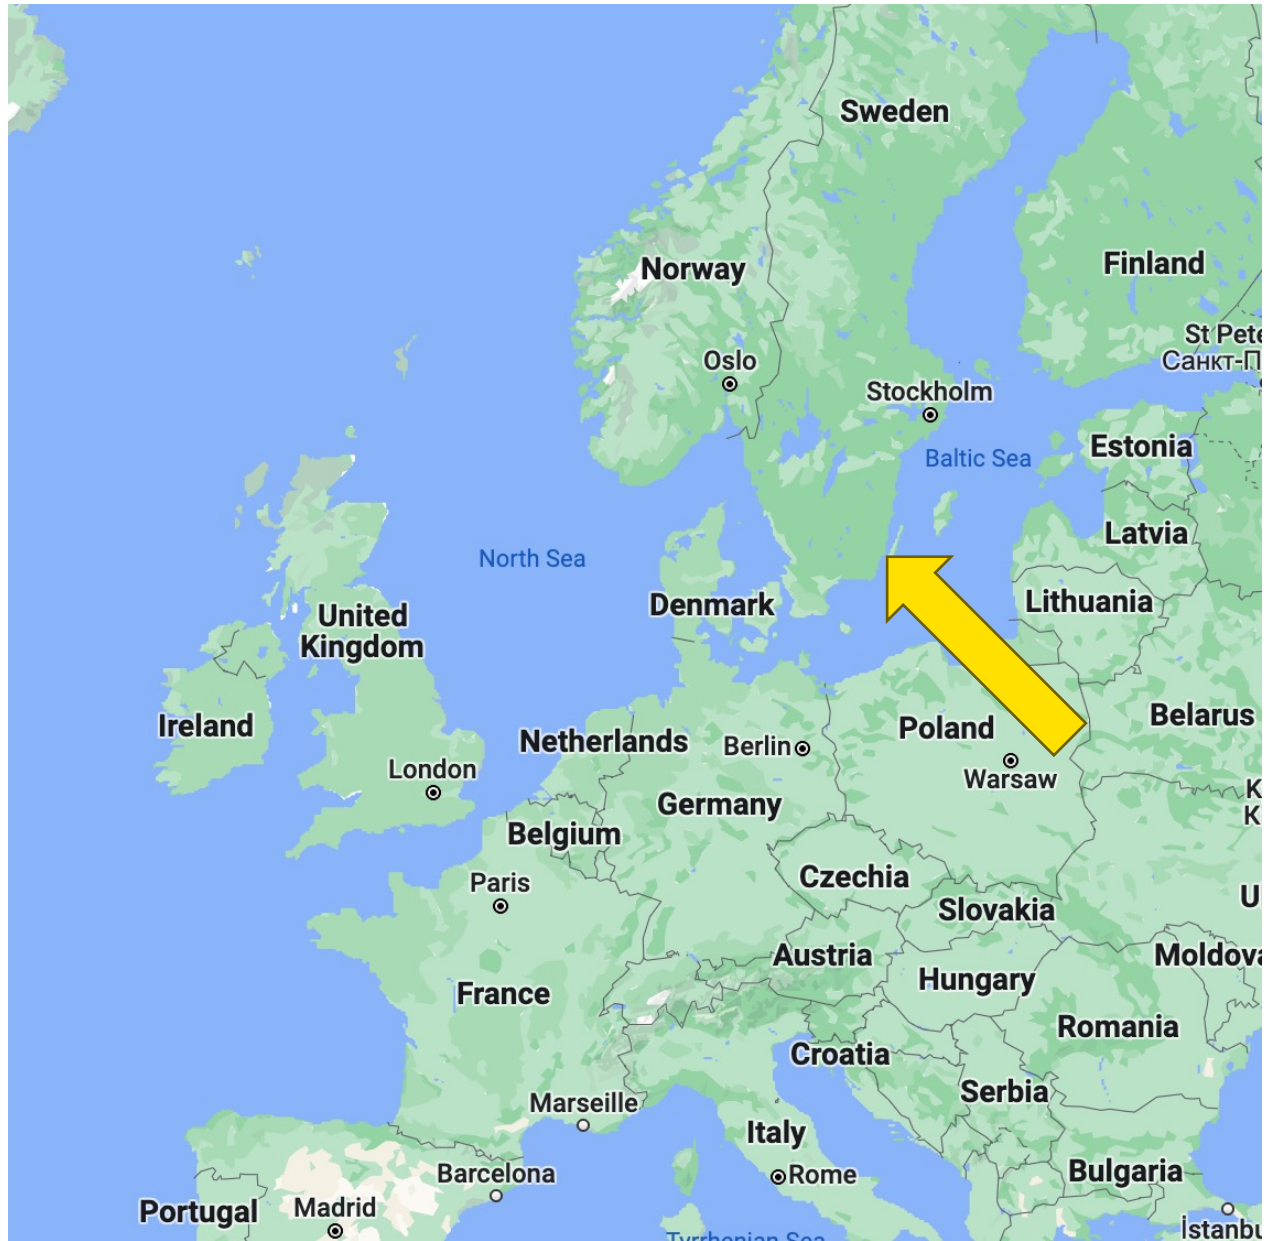 Sweden
Norway
Finland
St Pete
Санкт-П
Oslo
Stockholm
Estonia
Baltic Sea
Latvia
North Sea
Denmark
Lithuania
United
Kingdom
Ireland
Belarus
Poland
Netherlands
Berlin
London
Warsaw
K
К
Germany
Belgium
Czechia
Paris
Slovakia
U
Austria
Moldova
Hungary
France
Romania
Croatia
Serbia
Marseille
Italy
Barcelona
Rome
Bulgaria
Portugal
Madrid
İstanbu
Tyrrhenian Sea